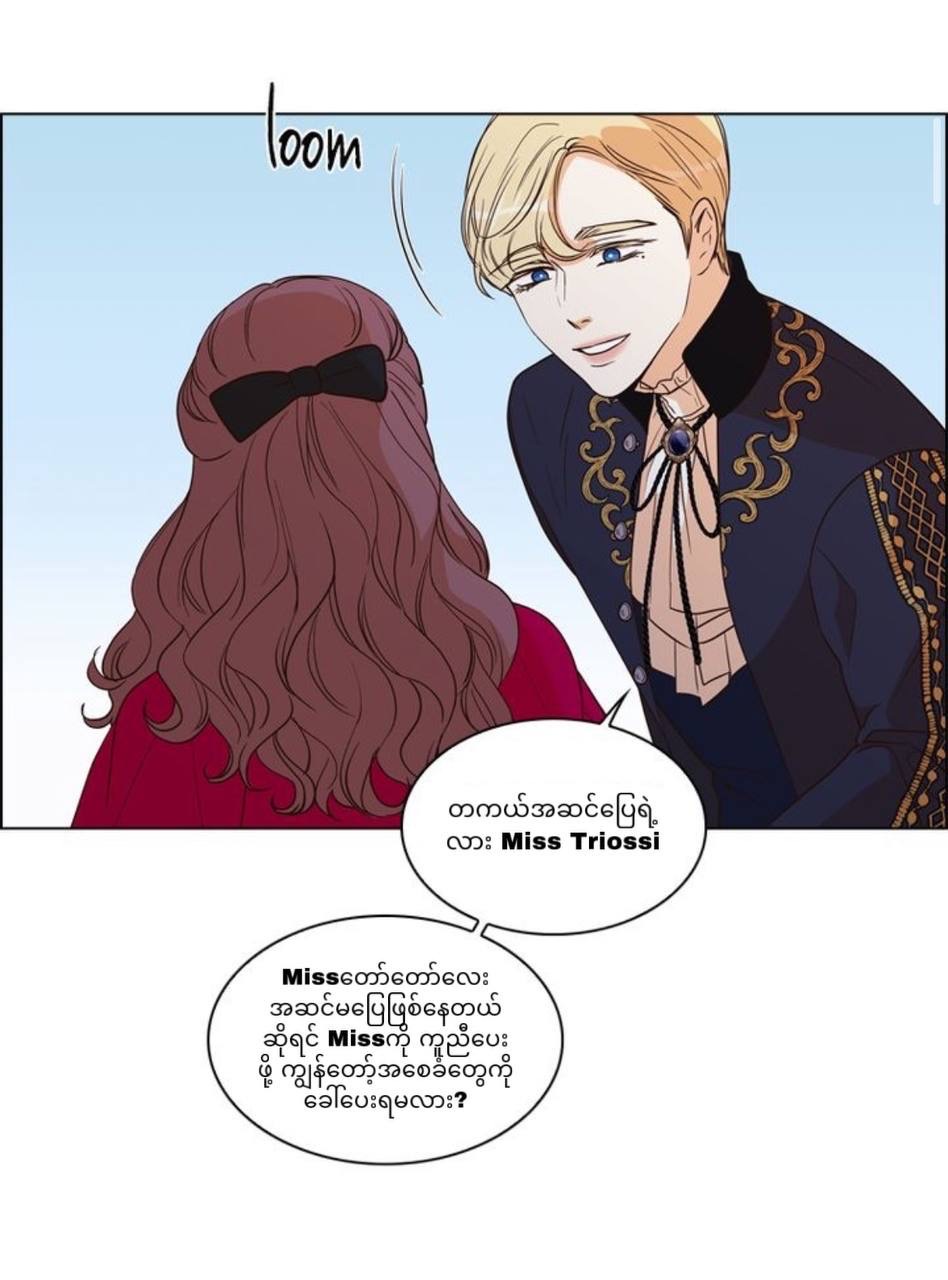 loom
တကယ်အဆင်ပြေရဲ့
လား Miss Triossi
Missတော်တော်လေး
အဆင်မပြေဖြစ်နေတယ်
ဆိုရင် Missကို ကူညီပေး
ဖို့ ကျွန်တော့်အစေခံတွေကို
ခေါ်ပေးရမလား?